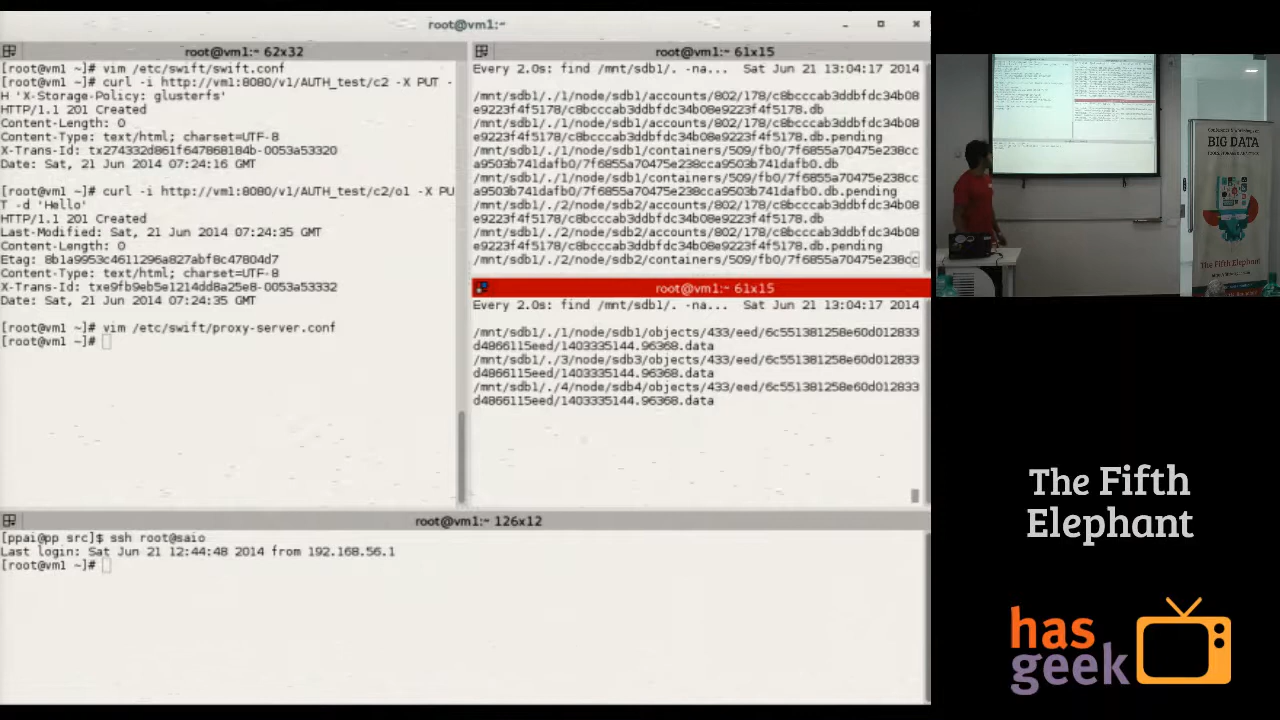 root@vm1:~
root@vm1:~ 62x32
[root@vm1 ~]# vim /etc/swift/swift.conf
[root@vm1 ~]# curl -i http://vm1:8080/v1/AUTH_test/c2 -X PUT -
H 'X-Storage-Policy: glusterfs'
HTTP/1.1 201 Created
Content-Length: 0
Content-Type: text/html; charset=UTF-8
X-Trans-Id: tx274332d861f647868184b-0053a53320
Date: Sat, 21 Jun 2014 07:24:16 GMT
[root@vm1 ~]# curl -i http://vm1:8080/v1/AUTH_test/c2/o1 -X PU
T -d 'Hello'
HTTP/1.1 201 Created
Last-Modified: Sat, 21 Jun 2014 07:24:35 GMT
Content-Length: 0
Etag: 8b1a9953c4611296a827abf8c47804d7
Content-Type: text/html; charset=UTF-8
X-Trans-Id: txe9fb9eb5e1214dd8a25e8-0053a53332
Date: Sat, 21 Jun 2014 07:24:35 GMT
[root@vm1 ~]# vim /etc/swift/proxy-server.conf
[root@vm1 ~]#
root@vm1:~ 61x15
Every 2.0s: find /mnt/sdb1/. -na... Sat Jun 21 13:04:17 2014
/mnt/sdb1/./1/node/sdb1/accounts/802/178/c8bcccab3ddbfdc34b08
e9223f4f5178/c8bcccab3ddbfdc34b08e9223f4f5178.db
/mnt/sdb1/./1/node/sdb1/accounts/802/178/c8bcccab3ddbfdc34b08
e9223f4f5178/c8bcccab3ddbfdc34b08e9223f4f5178.db.pending
/mnt/sdb1/./1/node/sdb1/containers/509/fb0/7f6855a70475e238cc
a9503b741dafb0/7f6855a70475e238cca9503b741dafb0.db
/mnt/sdb1/./1/node/sdb1/containers/509/fb0/7f6855a70475e238cc
a9503b741dafb0/7f6855a70475e238cca9503b741dafb0.db.pending
/mnt/sdb1/./2/node/sdb2/accounts/802/178/c8bcccab3ddbfdc34b08
e9223f4f5178/c8bcccab3ddbfdc34b08e9223f4f5178.db
/mnt/sdb1/./2/node/sdb2/accounts/802/178/c8bcccab3ddbfdc34b08
e9223f4f5178/c8bcccab3ddbfdc34b08e9223f4f5178.db.pending
/mnt/sdb1/./2/node/sdb2/containers/509/fb0/7f6855a70475e238cc
root@vm1:~ 61x15
Every 2.0s: find /mnt/sdb1/. -na... Sat Jun 21 13:04:17 2014
/mnt/sdb1/./1/node/sdb1/objects/433/eed/6c551381258e60d012833
d4866115eed/1403335144.96368.data
/mnt/sdb1/./3/node/sdb3/objects/433/eed/6c551381258e60d012833
d4866115eed/1403335144.96368.data
/mnt/sdb1/./4/node/sdb4/objects/433/eed/6c551381258e60d012833
d4866115eed/1403335144.96368.data
root@vm1:~ 126x12
[ppai@pp src]$ ssh root@saio
Last login: Sat Jun 21 12:44:48 2014 from 192.168.56.1
[root@vm1 ~]#
BIG DATA
The Fifth Elephant
The Fifth
Elephant
has
geek